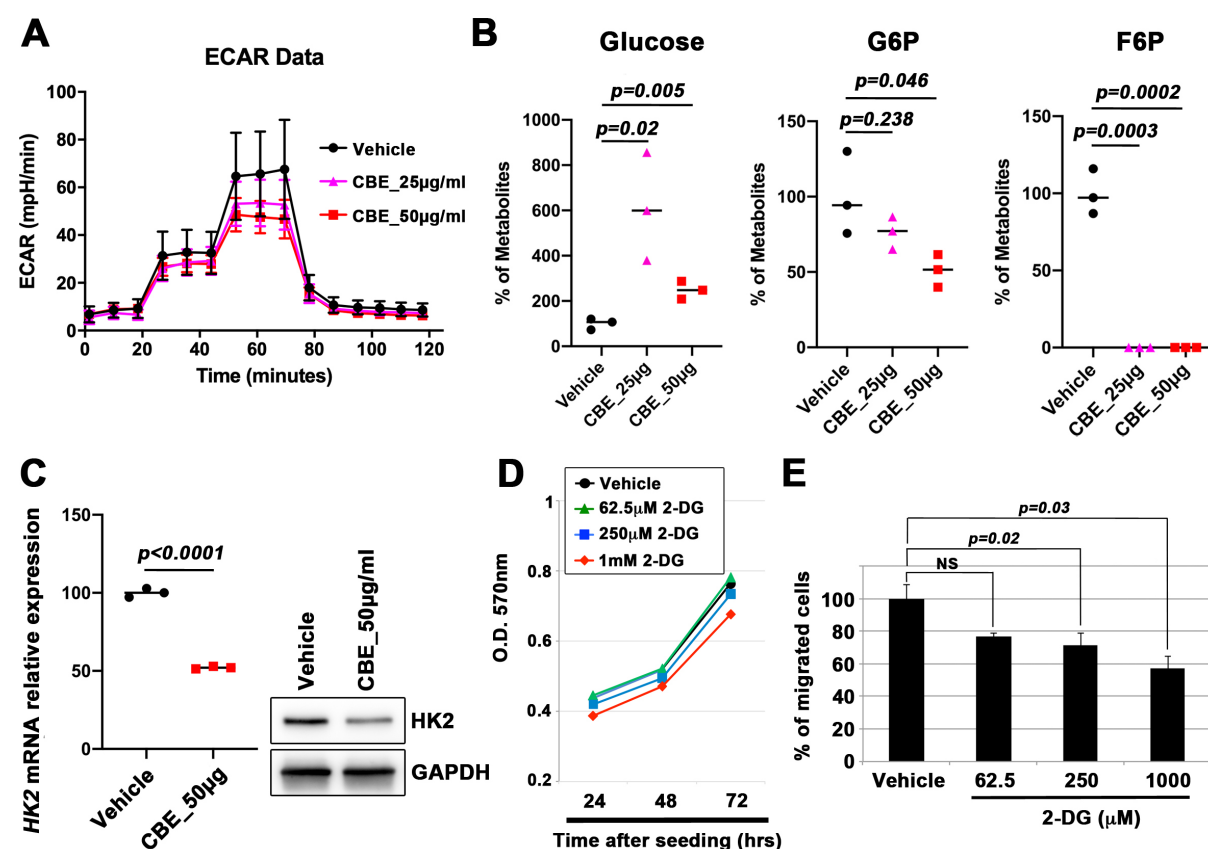 A
ECAR Data
ECAR (mpH/min)
100
80
60
40
20
0
0 20 40 60 80 100 120
Time (minutes)
Vehicle
CBE_25µg/ml
CBE_50µg/ml
B
Glucose
% of Metabolites
p=0.005
p=0.02
1000
800
600
400
200
0
Vehicle
CBE_25µg
CBE_50µg
G6P
% of Metabolites
p=0.046
p=0.238
150
100
50
0
Vehicle
CBE_25µg
CBE_50µg
F6P
% of Metabolites
p=0.0002
p=0.0003
150
100
50
0
Vehicle
CBE_25µg
CBE_50µg
C
HK2 mRNA relative expression
150
100
50
0
p<0.0001
Vehicle
CBE_50µg
Vehicle
CBE_50µg/ml
HK2
GAPDH
D
Vehicle
62.5µM 2-DG
250µM 2-DG
1mM 2-DG
O.D. 570nm
1
0.8
0.6
0.4
0.2
24 48 72
Time after seeding (hrs)
E
p=0.03
p=0.02
NS
% of migrated cells
100
80
60
40
20
0
Vehicle 62.5 250 1000
2-DG (µM)